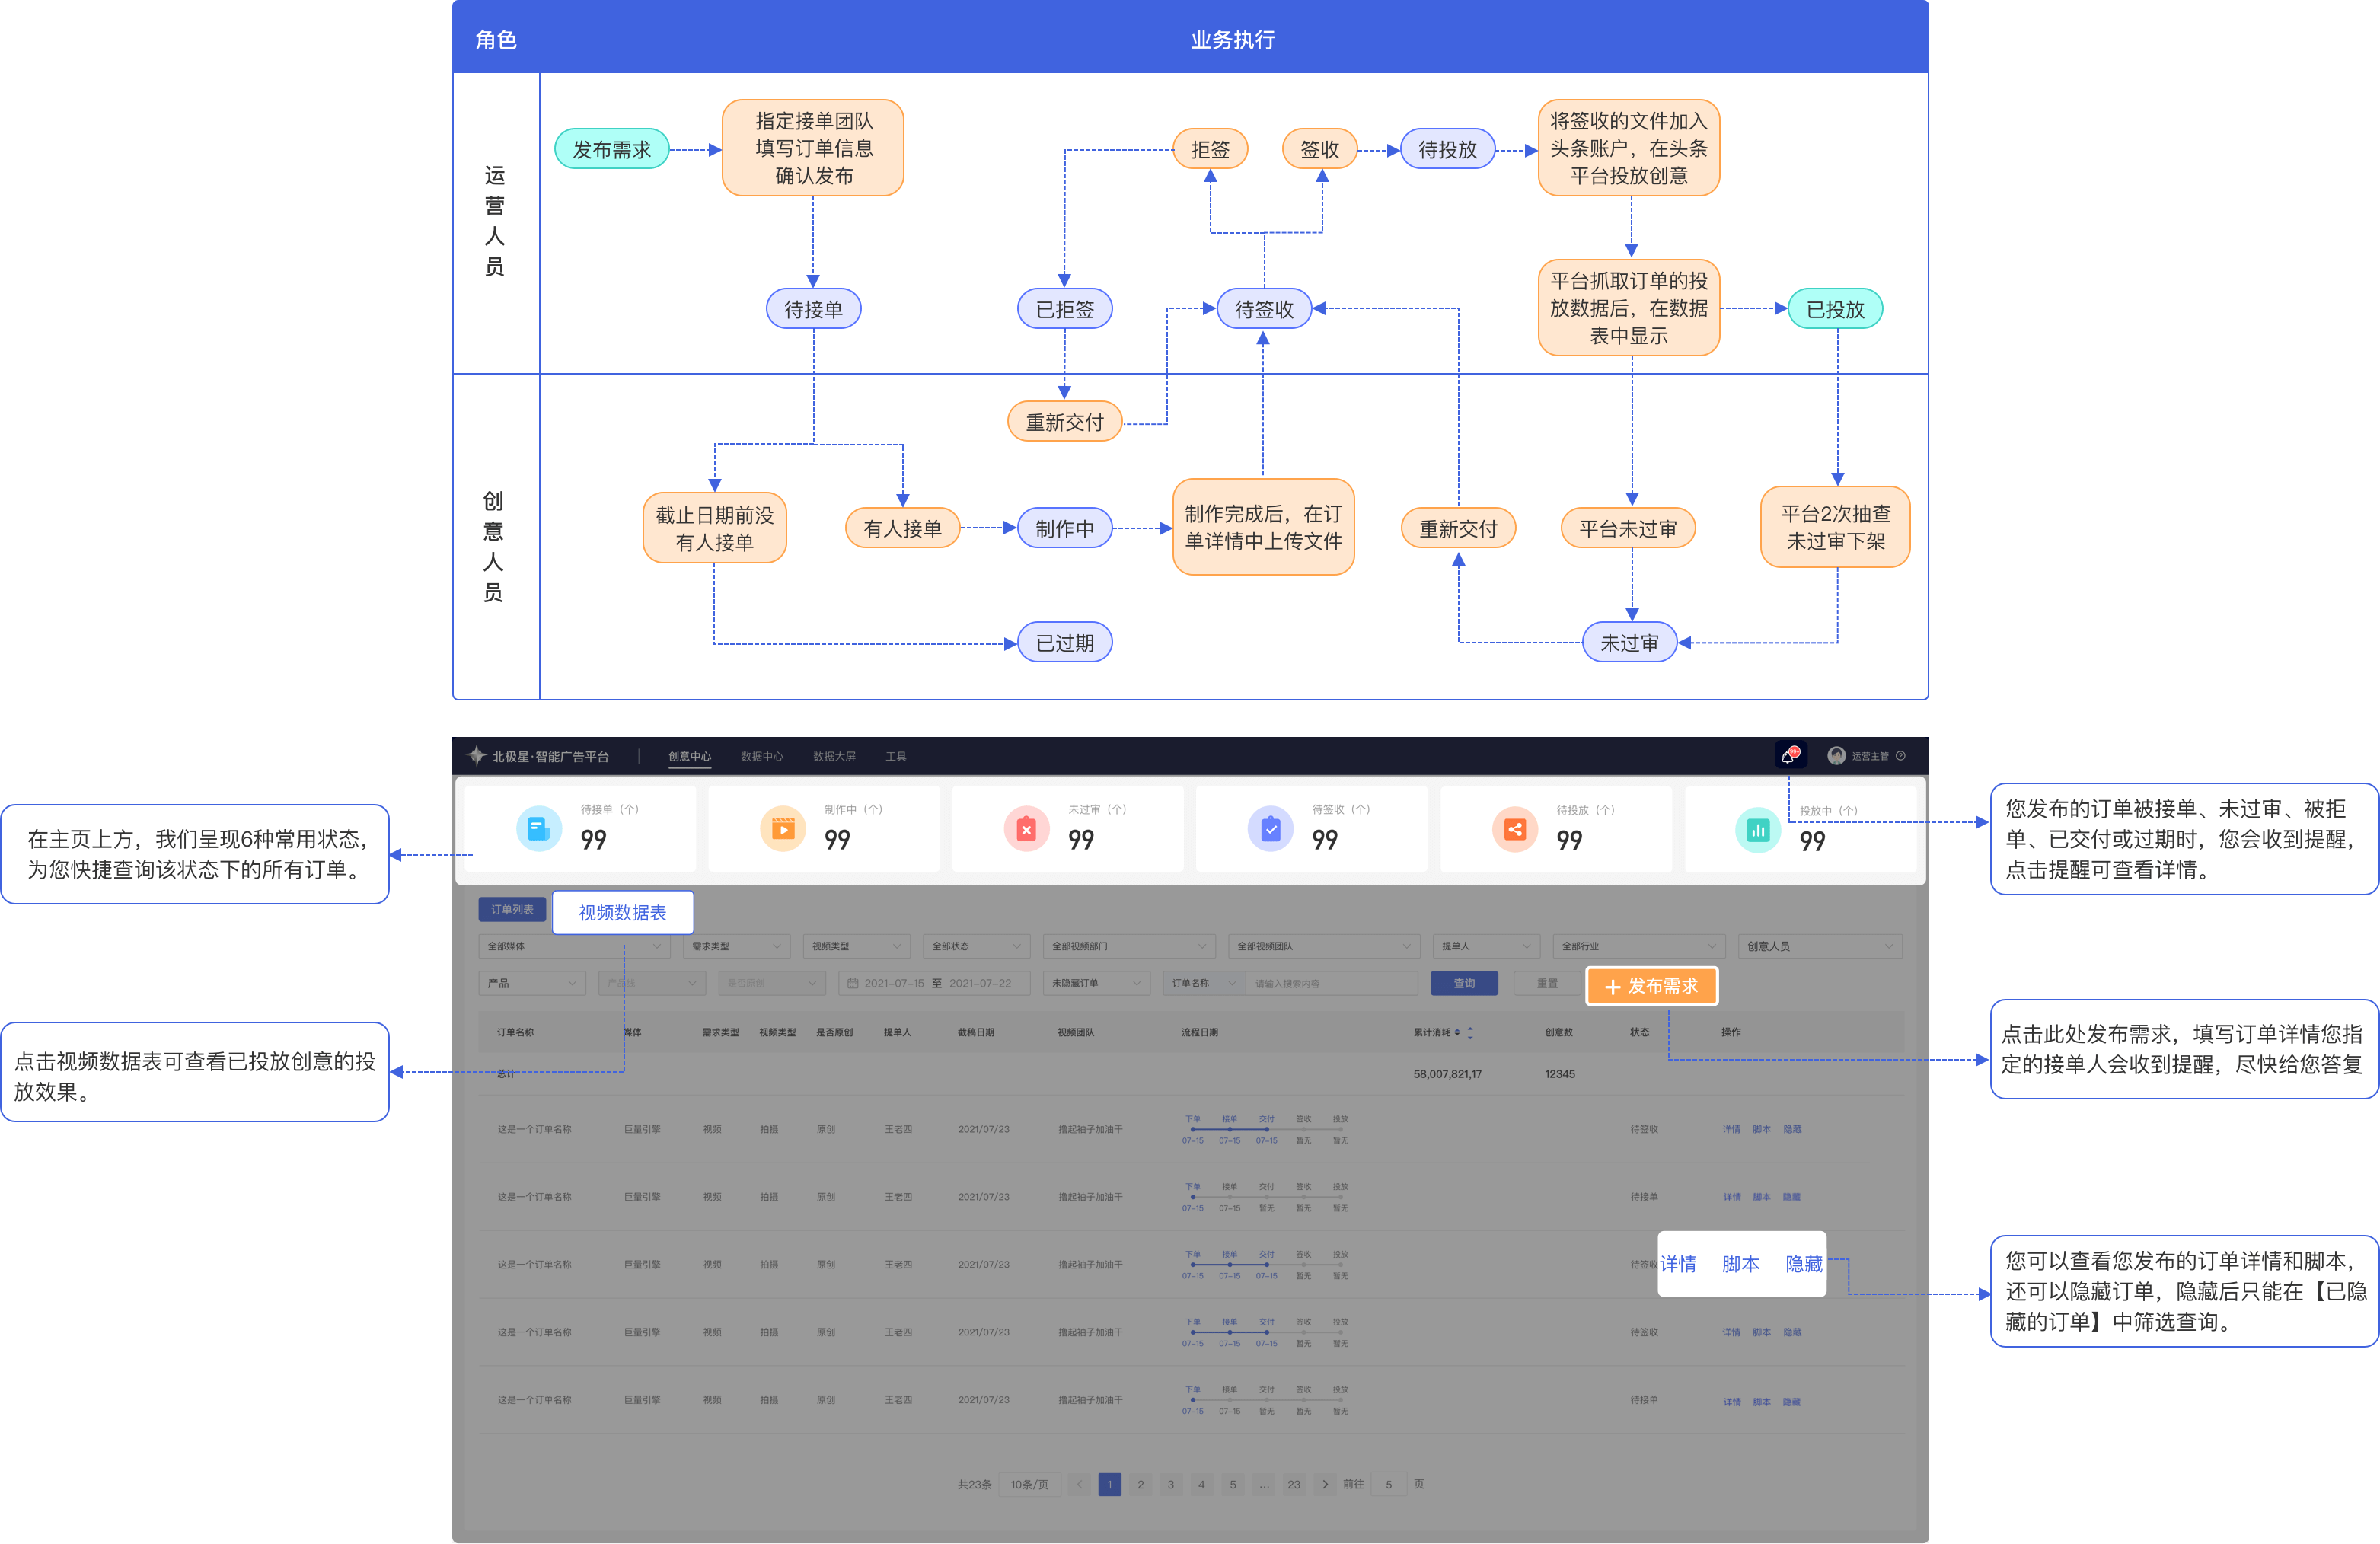 角色
业务执行
运营人员
发布需求
指定接单团队
填写订单信息
确认发布
拒签
签收
待投放
将签收的文件加入
头条账户，在头条
平台投放创意
待接单
已拒签
待签收
平台抓取订单的投
放数据后，在数据
表中显示
已投放
创意人员
重新交付
截止日期前没
有人接单
有人接单
制作中
制作完成后，在订
单详情中上传文件
重新交付
平台未过审
平台2次抽查
未过审下架
已过期
未过审
北极星·智能广告平台
创意中心
数据中心
数据大屏
工具
99+
运营主管
待接单（个）
99
制作中（个）
99
未过审（个）
99
待签收（个）
99
待投放（个）
99
投放中（个）
99
在主页上方，我们呈现6种常用状态，
为您快捷查询该状态下的所有订单。
您发布的订单被接单、未过审、被拒
单、已交付或过期时，您会收到提醒，
点击提醒可查看详情。
订单列表
视频数据表
全部媒体
需求类型
视频类型
全部状态
全部视频部门
全部视频团队
提单人
全部行业
创意人员
产品
是否原创
2021-07-15 至 2021-07-22
未隐藏订单
订单名称
请输入搜索内容
查询
重置
+ 发布需求
点击视频数据表可查看已投放创意的投
放效果。
点击此处发布需求，填写订单详情您指
定的接单人会收到提醒，尽快给您答复
订单名称 媒体 需求类型 视频类型 是否原创 提单人 截稿日期 视频团队 流程日期 累计消耗 创意数 状态 操作
总计 58,007,821,17 12345
下单 接单 交付 签收 投放
这是一个订单名称 巨量引擎 视频 拍摄 原创 王老四 2021/07/23 撸起袖子加油干 待签收 详情 脚本 隐藏
07-15 07-15 07-15 暂无 暂无
下单 接单 交付 签收 投放
这是一个订单名称 巨量引擎 视频 拍摄 原创 王老四 2021/07/23 撸起袖子加油干 待接单 详情 脚本 隐藏
07-15 07-15 暂无 暂无 暂无
下单 接单 交付 签收 投放
这是一个订单名称 巨量引擎 视频 拍摄 原创 王老四 2021/07/23 撸起袖子加油干 待签收 详情 脚本 隐藏
07-15 07-15 07-15 暂无 暂无
下单 接单 交付 签收 投放
这是一个订单名称 巨量引擎 视频 拍摄 原创 王老四 2021/07/23 撸起袖子加油干 待签收 详情 脚本 隐藏
07-15 07-15 07-15 暂无 暂无
下单 接单 交付 签收 投放
这是一个订单名称 巨量引擎 视频 拍摄 原创 王老四 2021/07/23 撸起袖子加油干 待接单 详情 脚本 隐藏
07-15 07-15 暂无 暂无 暂无
您可以查看您发布的订单详情和脚本，
还可以隐藏订单，隐藏后只能在【已隐
藏的订单】中筛选查询。
共23条 10条/页 1 2 3 4 5 ... 23 前往 5 页